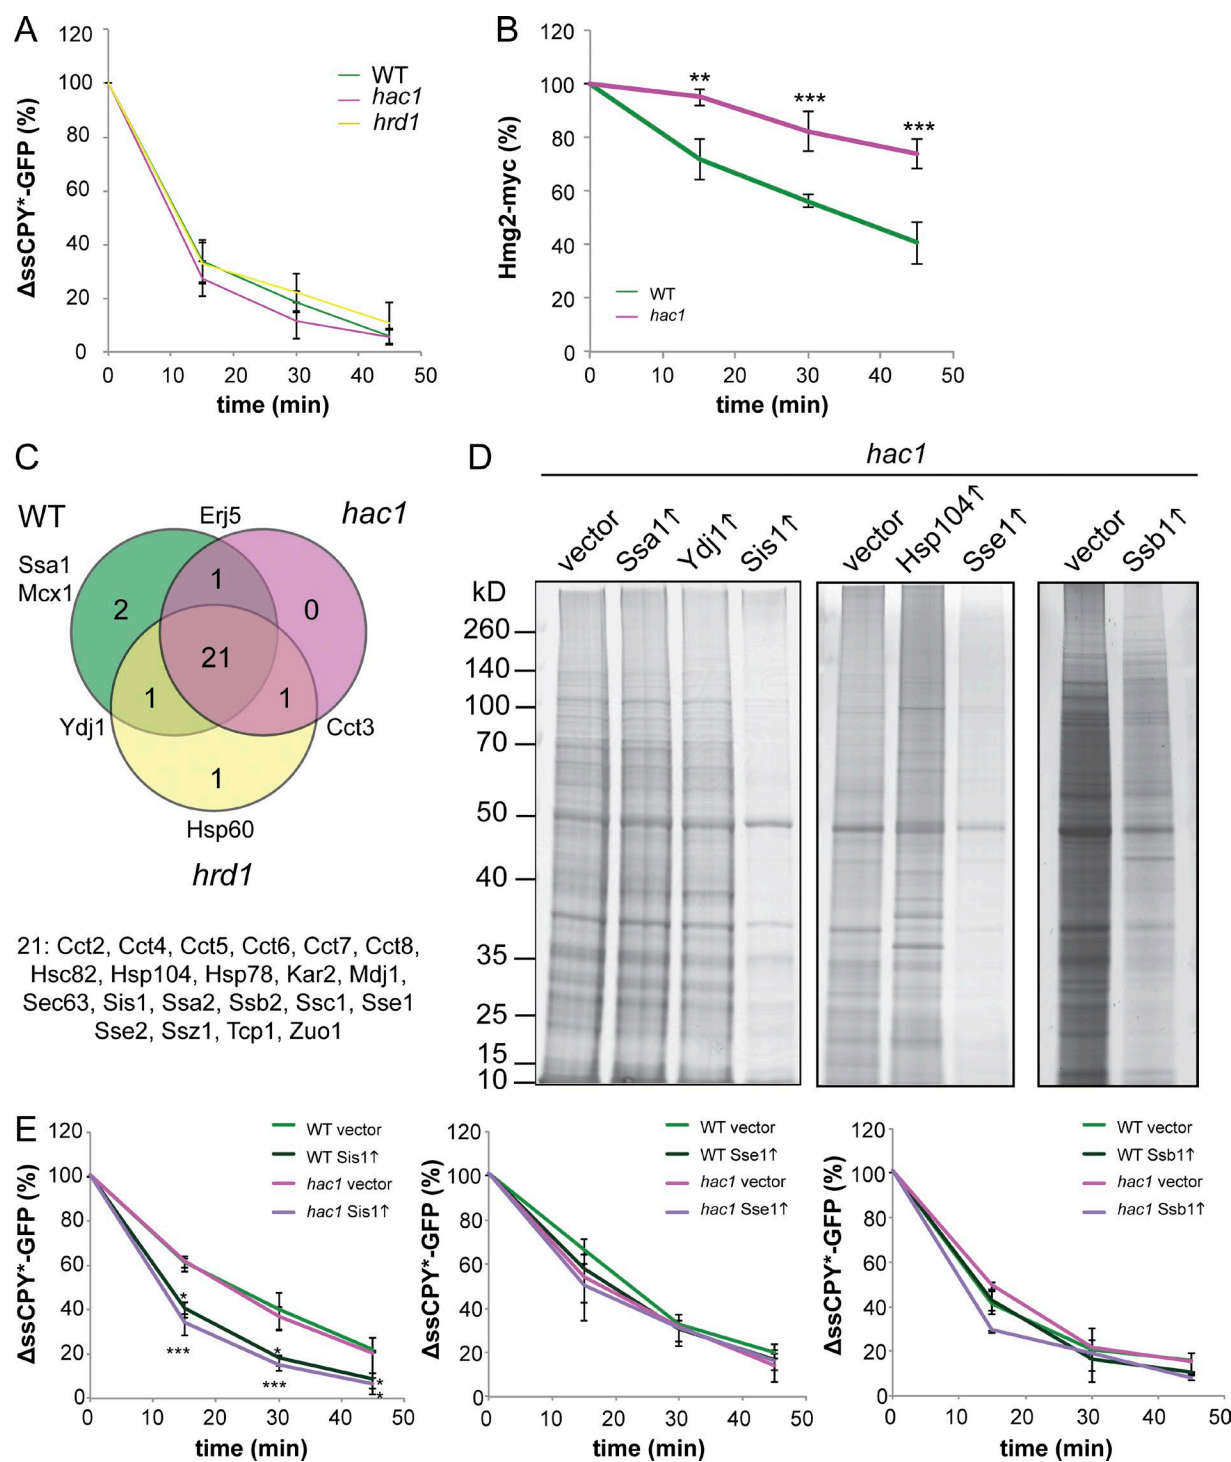 A
120
100
80
60
40
20
0
ΔssCPY*-GFP (%)
WT
hac1
hrd1
0 10 20 30 40 50
time (min)
B
120
100
80
60
40
20
0
Hmg2-myc (%)
**
***
***
WT
hac1
0 10 20 30 40 50
time (min)
C
WT
Erj5
hac1
Ssa1
Mcx1
2
1
0
21
1
1
Ydj1
Cct3
1
Hsp60
hrd1
21: Cct2, Cct4, Cct5, Cct6, Cct7, Cct8,
Hsc82, Hsp104, Hsp78, Kar2, Mdj1,
Sec63, Sis1, Ssa2, Ssb2, Ssc1, Sse1
Sse2, Ssz1, Tcp1, Zuo1
D
hac1
vector
Ssa1↑
Ydj1↑
Sis1↑
vector
Hsp104↑
Sse1↑
vector
Ssb1↑
kD
260
140
100
70
50
40
35
25
15
10
E
120
100
80
60
40
20
0
ΔssCPY*-GFP (%)
WT vector
WT Sis1↑
hac1 vector
hac1 Sis1↑
*
***
*
***
*
*
0 10 20 30 40 50
time (min)
120
100
80
60
40
20
0
ΔssCPY*-GFP (%)
WT vector
WT Sse1↑
hac1 vector
hac1 Sse1↑
0 10 20 30 40 50
time (min)
120
100
80
60
40
20
0
ΔssCPY*-GFP (%)
WT vector
WT Ssb1↑
hac1 vector
hac1 Ssb1↑
0 10 20 30 40 50
time (min)